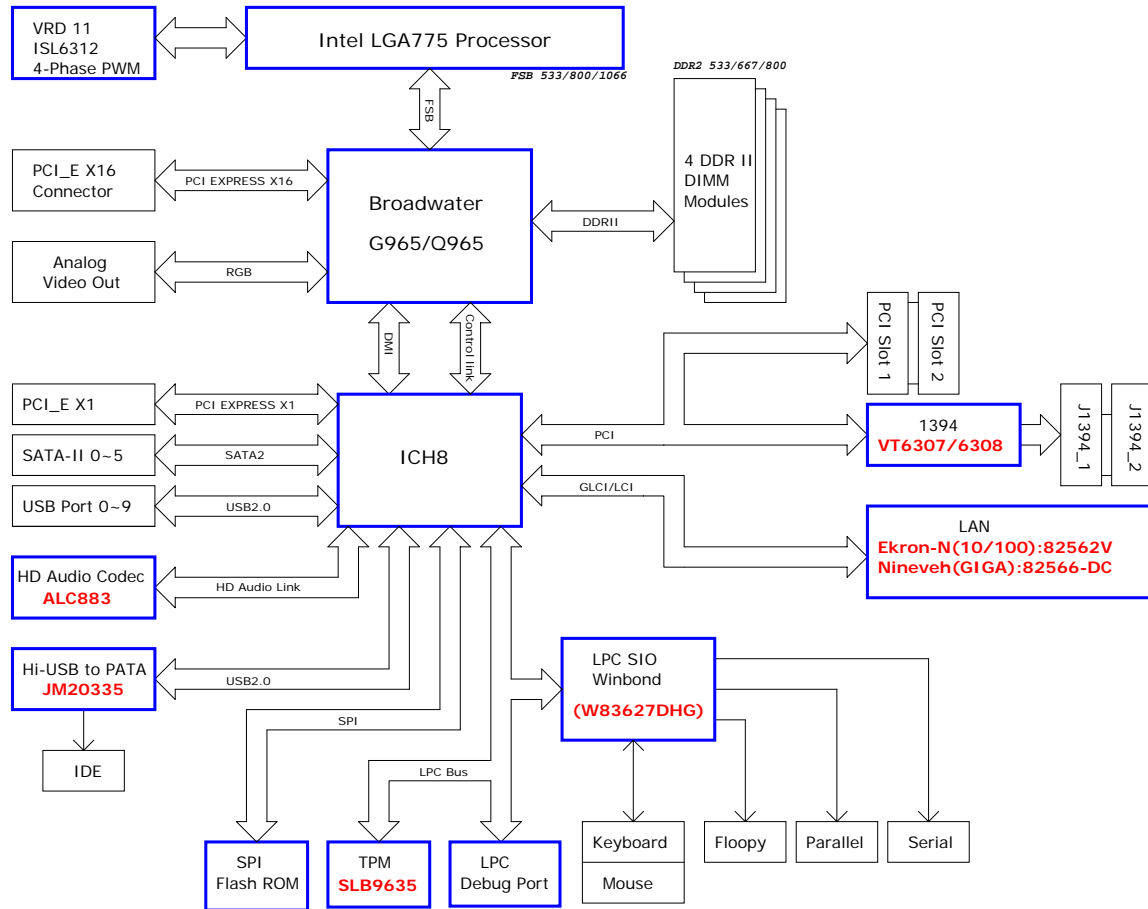 VRD 11
ISL6312
4-Phase PWM
Intel LGA775 Processor
FSB 533/800/1066
FSB
DDR2 533/667/800
4 DDR II
DIMM
Modules
PCI_E X16
Connector
PCI EXPRESS X16
Broadwater
G965/Q965
DDRII
Analog
Video Out
RGB
DMI
Control link
PCI Slot 1
PCI Slot 2
PCI_E X1
PCI EXPRESS X1
SATA-II 0~5
SATA2
ICH8
PCI
1394
VT6307/6308
J1394_1
J1394_2
USB Port 0~9
USB2.0
GLCI/LCI
LAN
Ekron-N(10/100):82562V
Nineveh(GIGA):82566-DC
HD Audio Codec
ALC883
HD Audio Link
Hi-USB to PATA
JM20335
USB2.0
LPC SIO
Winbond
(W83627DHG)
SPI
IDE
LPC Bus
SPI
Flash ROM
TPM
SLB9635
LPC
Debug Port
Keyboard
Mouse
Floopy
Parallel
Serial